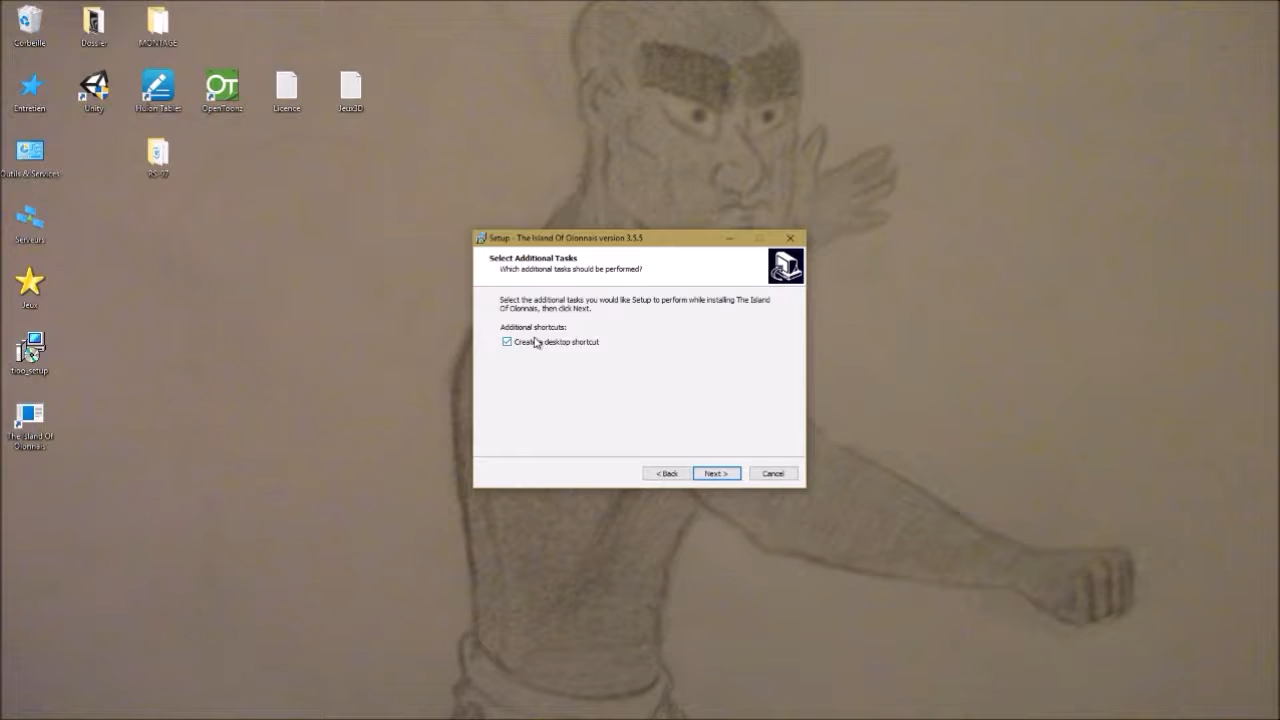 Corbeille
Dossier
MONTAGE
Entretien
Unity
Huion Tablet
OpenToonz
Licence
Jeux3D
Outils & Services
Serveurs
Jeux
tioo_setup
The Island Of
Olonnais
Setup - The Island Of Olonnais version 3.5.5
Select Additional Tasks
Which additional tasks should be performed?
Select the additional tasks you would like Setup to perform while installing The Island
Of Olonnais, then click Next.
Additional shortcuts:
Create a desktop shortcut
< Back
Next >
Cancel